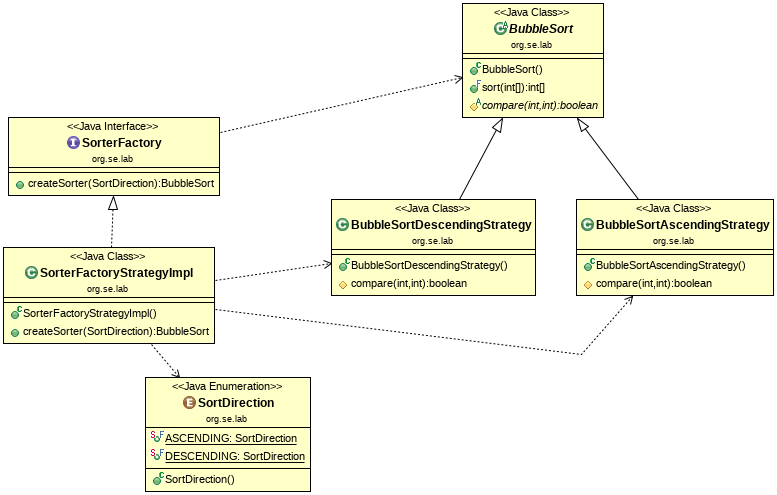 <<Java Class>>
BubbleSort
org.se.lab
BubbleSort()
sort(int[]):int[]
compare(int,int):boolean
<<Java Interface>>
SorterFactory
org.se.lab
createSorter(SortDirection):BubbleSort
<<Java Class>>
BubbleSortDescendingStrategy
org.se.lab
BubbleSortDescendingStrategy()
compare(int,int):boolean
<<Java Class>>
BubbleSortAscendingStrategy
org.se.lab
BubbleSortAscendingStrategy()
compare(int,int):boolean
<<Java Class>>
SorterFactoryStrategyImpl
org.se.lab
SorterFactoryStrategyImpl()
createSorter(SortDirection):BubbleSort
<<Java Enumeration>>
SortDirection
org.se.lab
ASCENDING: SortDirection
DESCENDING: SortDirection
SortDirection()